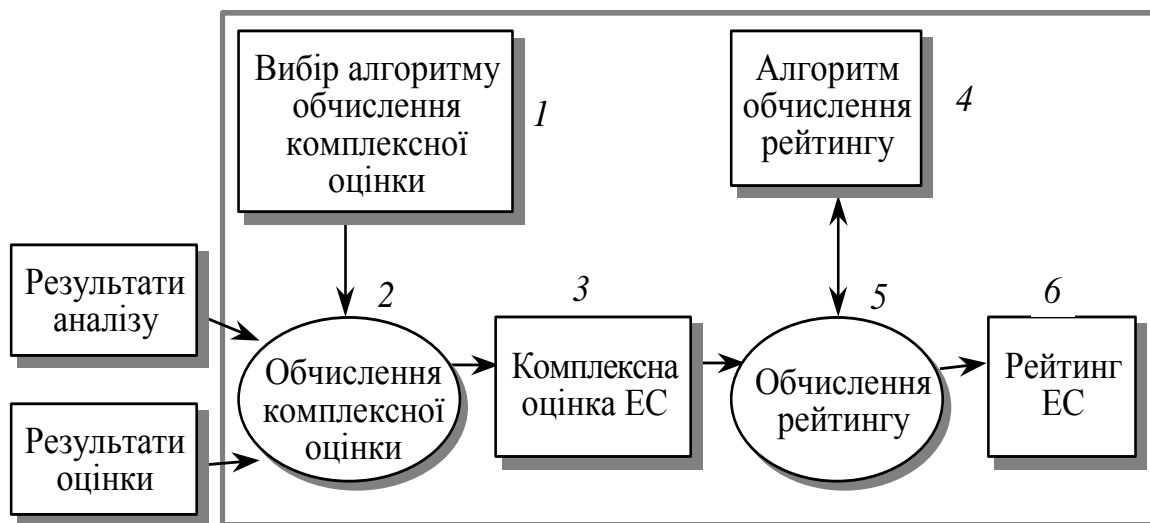 Вибір алгоритму
обчислення
комплексної
оцінки
1
Алгоритм
обчислення
рейтингу
4
Результати
аналізу
Результати
оцінки
2
Обчислення
комплексної
оцінки
3
Комплексна
оцінка ЕС
5
Обчислення
рейтингу
6
Рейтинг
ЕС